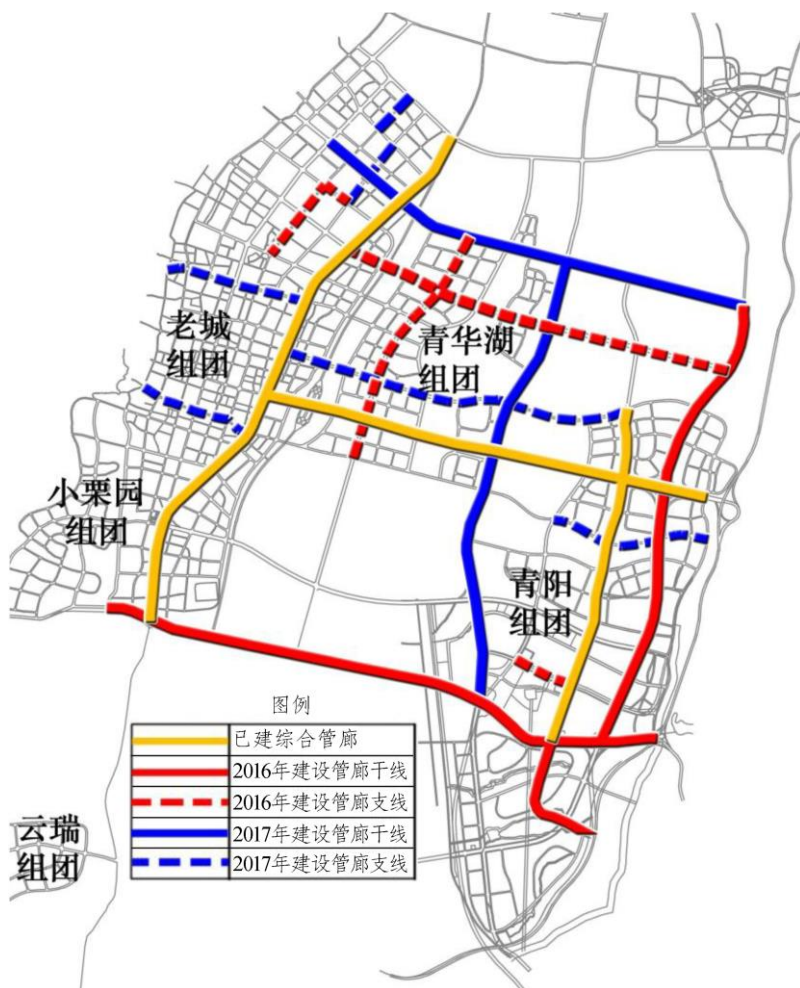 老城
组团
青华湖
组团
小栗园
组团
青阳
组团
图例
已建综合管廊
2016年建设管廊干线
2016年建设管廊支线
2017年建设管廊干线
2017年建设管廊支线
云瑞
组团